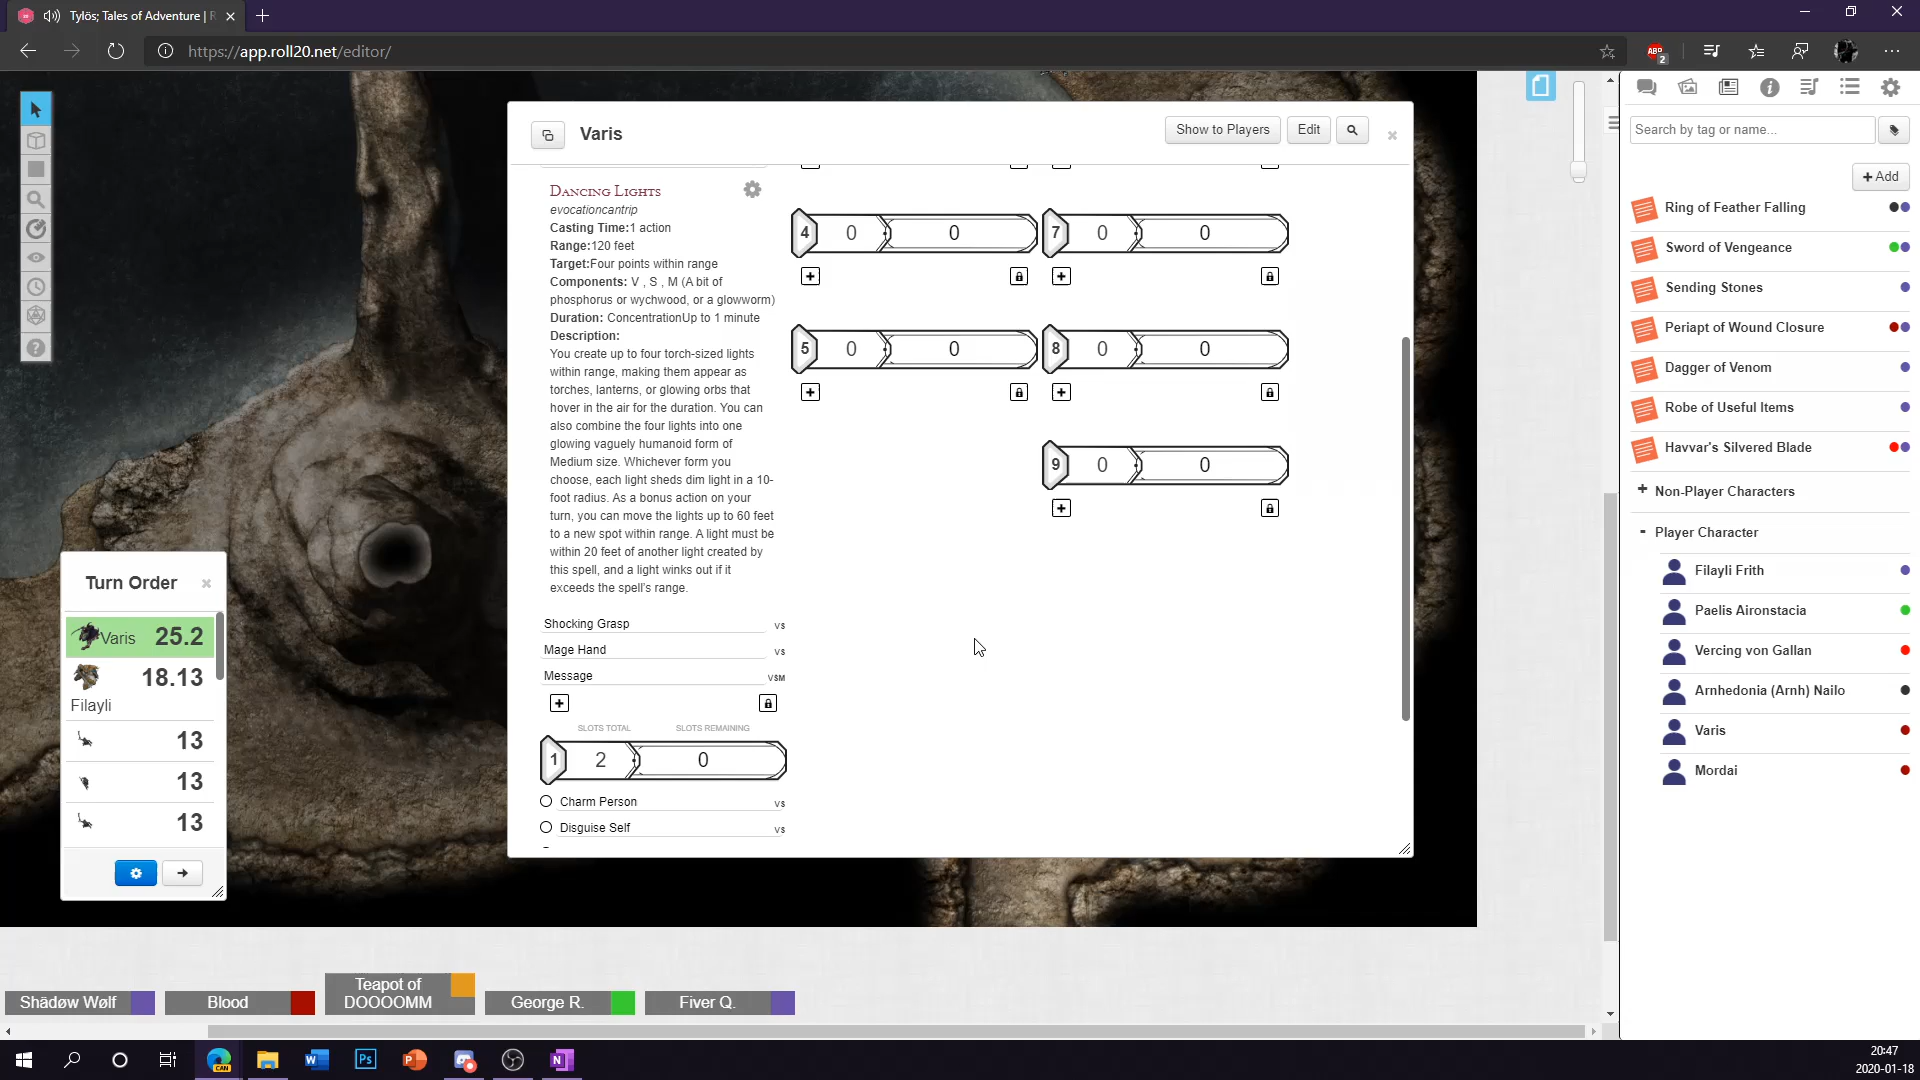 Tylös; Tales of Adventure | R
https://app.roll20.net/editor/
ABP
2
Varis
Show to Players
Edit
DANCING LIGHTS
evocationcantrip
Casting Time:1 action
Range:120 feet
Target:Four points within range
Components: V , S , M (A bit of
phosphorus or wychwood, or a glowworm)
Duration: ConcentrationUp to 1 minute
Description:
You create up to four torch-sized lights
within range, making them appear as
torches, lanterns, or glowing orbs that
hover in the air for the duration. You can
also combine the four lights into one
glowing vaguely humanoid form of
Medium size. Whichever form you
choose, each light sheds dim light in a 10-
foot radius. As a bonus action on your
turn, you can move the lights up to 60 feet
to a new spot within range. A light must be
within 20 feet of another light created by
this spell, and a light winks out if it
exceeds the spell's range.
Shocking Grasp VS
Mage Hand VS
Message VSM
SLOTS TOTAL SLOTS REMAINING
1 2 0
Charm Person VS
Disguise Self VS
4 0 0
5 0 0
7 0 0
8 0 0
9 0 0
Turn Order
Varis 25.2
18.13
Filayli
13
13
13
Search by tag or name...
+ Add
Ring of Feather Falling
Sword of Vengeance
Sending Stones
Periapt of Wound Closure
Dagger of Venom
Robe of Useful Items
Havvar's Silvered Blade
+ Non-Player Characters
- Player Character
Filayli Frith
Paelis Aironstacia
Vercing von Gallan
Arnhedonia (Arnh) Nailo
Varis
Mordai
Shädøw Wølf
Blood
Teapot of
DOOOOMM
George R.
Fiver Q.
CAN
W
Ps
P
N
20:47
2020-01-18